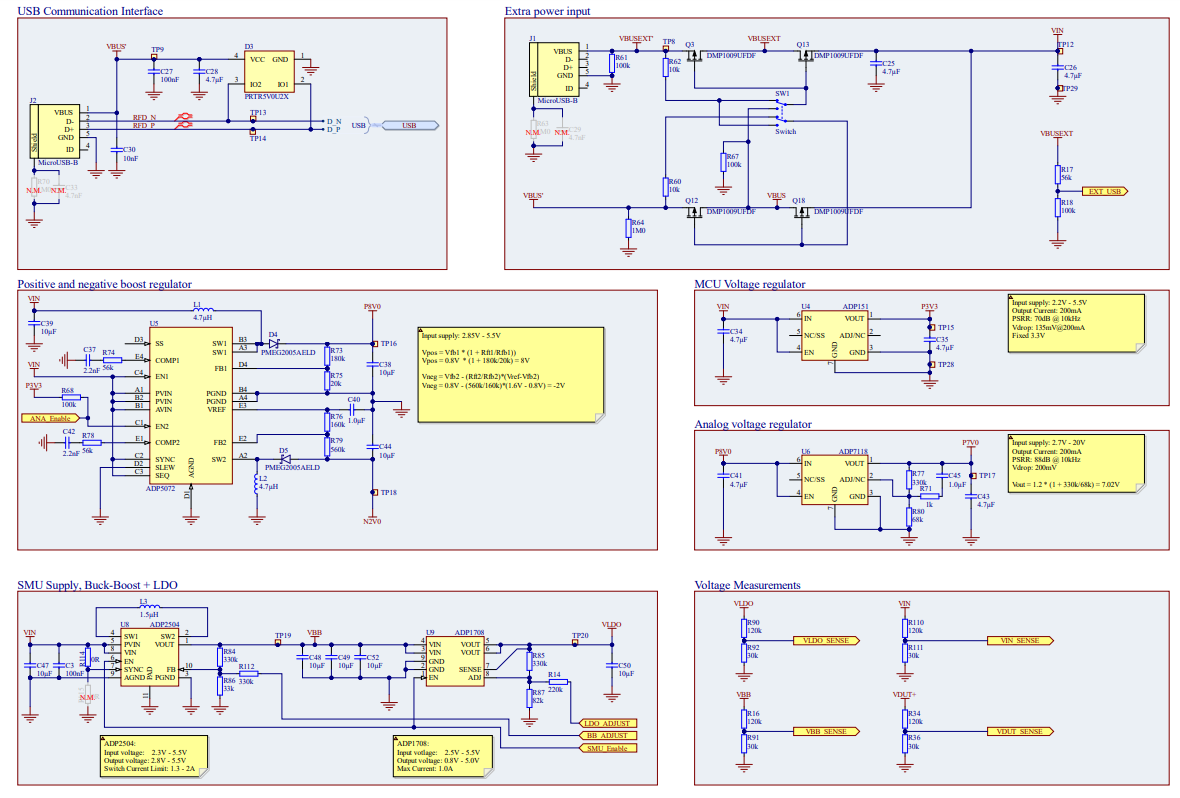 USB Communication Interface
VBUS'
TP9
C27
100nF
C28
4.7µF
D3
4 VCC GND 1
3 IO2 IO1 2
PRTR5V0U2X
J2
VBUS 1
D- 2
D+ 3
GND 5
ID 4
Shield
MicroUSB-B
RFD_N
RFD_P
TP13
TP14
D_N
D_P
USB
USB
C30
10nF
N.M.
N.M.
Extra power input
J1
VBUS 1
D- 2
D+ 3
GND 5
ID 4
Shield
MicroUSB-B
N.M.
N.M.
VBUSEXT'
R61
100k
TP8
R62
10k
Q3
DMP1009UFDF
VBUSEXT
Q13
DMP1009UFDF
C25
4.7µF
SW1
Switch
R67
100k
R60
10k
VBUS'
R64
1M0
Q12
DMP1009UFDF
VBUS
Q18
DMP1009UFDF
VIN
TP12
C26
4.7µF
TP29
VBUSEXT
R17
56k
EXT_USB
R18
100k
Positive and negative boost regulator
VIN
C39
10µF
L1
4.7µH
U5
D3 SS
E4 COMP1
C4 EN1
A1 PVIN
B2 PVIN
B1 AVIN
C1 EN2
E1 COMP2
C2 SYNC
D2 SLEW
C3 SEQ
SW1 B3
SW1 A3
FB1 D4
PGND B4
PGND A4
VREF E3
FB2 E2
SW2 A2
AGND
D1
ADP5072
C37
2.2nF
R74
56k
VIN
P3V3
R68
100k
ANA_Enable
C42
2.2nF
R78
56k
D4
PMEG2005AELD
R73
180k
R75
20k
C40
1.0µF
R76
160k
R79
560k
D5
PMEG2005AELD
L2
4.7µH
P8V0
TP16
C38
10µF
C44
10µF
TP18
N2V0
Input supply: 2.85V - 5.5V
Vpos = Vfb1 * (1 + Rft1/Rfb1))
Vpos = 0.8V * (1 + 180k/20k) = 8V
Vneg = Vfb2 - (Rft2/Rfb2)*(Vref-Vfb2)
Vneg = 0.8V - (560k/160k)*(1.6V - 0.8V) = -2V
MCU Voltage regulator
VIN
C34
4.7µF
U4 ADP151
6 IN VOUT 1
5 NC/SS ADJ/NC 2
4 EN GND 3
GND
7
P3V3
TP15
C35
4.7µF
TP28
Input supply: 2.2V - 5.5V
Output Current: 200mA
PSRR: 70dB @ 10kHz
Vdrop: 135mV@200mA
Fixed 3.3V
Analog voltage regulator
P8V0
C41
4.7µF
U6 ADP7118
6 IN VOUT 1
5 NC/SS ADJ/NC 2
4 EN GND 3
GND
7
R77
330k
R71
1k
R80
68k
C45
1.0µF
P7V0
TP17
C43
4.7µF
Input supply: 2.7V - 20V
Output Current: 200mA
PSRR: 88dB @ 10kHz
Vdrop: 200mV
Vout = 1.2 * (1 + 330k/68k) = 7.02V
SMU Supply, Buck-Boost + LDO
VIN
C47
10µF
C3
100nF
R114
0R
N.M.
L3
1.5µH
U8 ADP2504
4 SW1 SW2 2
5 PVIN VOUT 1
8 VIN
6 EN
7 SYNC FB 10
9 AGND PGND 3
PAD
11
R84
330k
R86
33k
R112
330k
TP19
VBB
C48
10µF
C49
10µF
C52
10µF
U9 ADP1708
VIN VOUT 5
VIN VOUT 6
GND
GND SENSE 7
EN ADJ 8
R85
330k
R87
82k
R14
220k
TP20
VLDO
C50
10µF
LDO_ADJUST
BB_ADJUST
SMU_Enable
ADP2504:
Input voltage: 2.3V - 5.5V
Output voltage: 2.8V - 5.5V
Switch Current Limit: 1.3 - 2A
ADP1708:
Input voltlage: 2.5V - 5.5V
Output voltage: 0.8V - 5.0V
Max Current: 1.0A
Voltage Measurements
VLDO
R90
120k
VLDO_SENSE
R92
30k
VIN
R110
120k
VIN_SENSE
R111
30k
VBB
R16
120k
VBB_SENSE
R91
30k
VDUT+
R34
120k
VDUT_SENSE
R36
30k